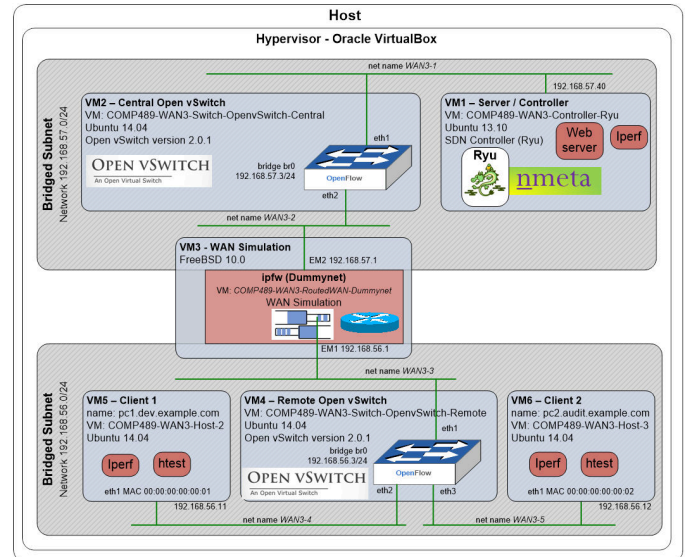 Host
Hypervisor - Oracle VirtualBox
net name WAN3-1
Bridged Subnet
Network 192.168.57.0/24
VM2 – Central Open vSwitch
VM: COMP489-WAN3-Switch-OpenvSwitch-Central
Ubuntu 14.04
Open vSwitch version 2.0.1
OPEN VSWITCH
An Open Virtual Switch
eth1
bridge br0
192.168.57.3/24
OpenFlow
eth2
192.168.57.40
VM1 – Server / Controller
VM: COMP489-WAN3-Controller-Ryu
Ubuntu 13.10
SDN Controller (Ryu)
Web
server
Iperf
Ryu
nmeta
net name WAN3-2
VM3 - WAN Simulation
FreeBSD 10.0
EM2 192.168.57.1
ipfw (Dummynet)
VM: COMP489-WAN3-RoutedWAN-Dummynet
WAN Simulation
EM1 192.168.56.1
net name WAN3-3
Bridged Subnet
Network 192.168.56.0/24
VM5 – Client 1
name: pc1.dev.example.com
VM: COMP489-WAN3-Host-2
Ubuntu 14.04
Iperf
htest
eth1 MAC 00:00:00:00:00:01
192.168.56.11
VM4 – Remote Open vSwitch
VM: COMP489-WAN3-Switch-OpenvSwitch-Remote
Ubuntu 14.04
Open vSwitch version 2.0.1
eth1
bridge br0
192.168.56.3/24
OPEN VSWITCH
An Open Virtual Switch
OpenFlow
eth2
eth3
VM6 – Client 2
name: pc2.audit.example.com
VM: COMP489-WAN3-Host-3
Ubuntu 14.04
Iperf
htest
eth1 MAC 00:00:00:00:00:02
192.168.56.12
net name WAN3-4
net name WAN3-5